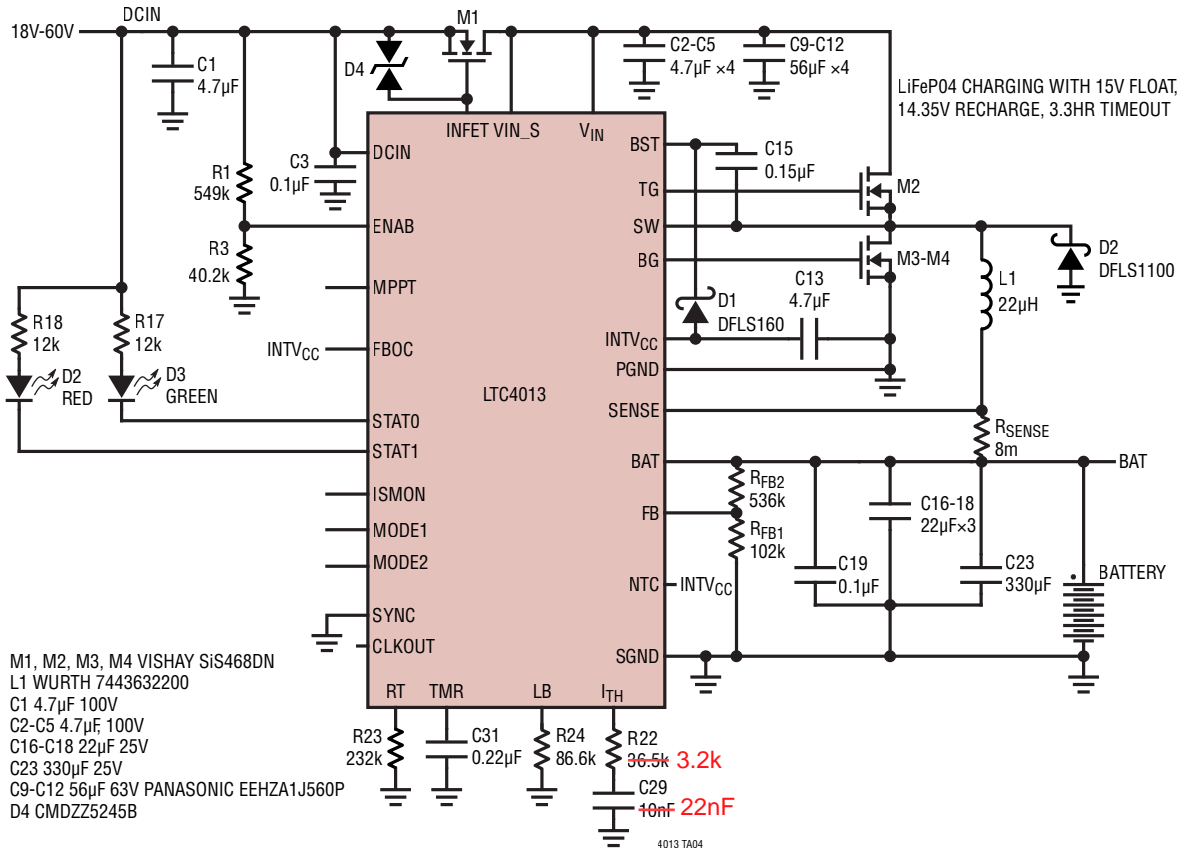 DCIN
18V-60V
M1
C1
4.7µF
D4
C2-C5
4.7µF ×4
C9-C12
56µF ×4
LiFePO4 CHARGING WITH 15V FLOAT,
14.35V RECHARGE, 3.3HR TIMEOUT
INFET VIN_S
VIN
DCIN
C3
0.1µF
R1
549k
ENAB
R3
40.2k
MPPT
INTVCC
FBOC
R18
12k
R17
12k
D2
RED
D3
GREEN
STAT0
STAT1
ISMON
MODE1
MODE2
SYNC
CLKOUT
LTC4013
BST
C15
0.15µF
TG
M2
SW
BG
M3-M4
D2
DFLS1100
L1
22µH
D1
DFLS160
C13
4.7µF
INTVCC
PGND
SENSE
RSENSE
8m
BAT
BAT
RFB2
536k
FB
RFB1
102k
C16-18
22µF×3
C19
0.1µF
C23
330µF
BATTERY
NTC
INTVCC
SGND
RT
TMR
LB
ITH
R23
232k
C31
0.22µF
R24
86.6k
R22
36.5k 3.2k
C29
10nF 22nF
M1, M2, M3, M4 VISHAY SiS468DN
L1 WURTH 7443632200
C1 4.7µF 100V
C2-C5 4.7µF, 100V
C16-C18 22µF 25V
C23 330µF 25V
C9-C12 56µF 63V PANASONIC EEHZA1J560P
D4 CMDZZ5245B
4013 TA04